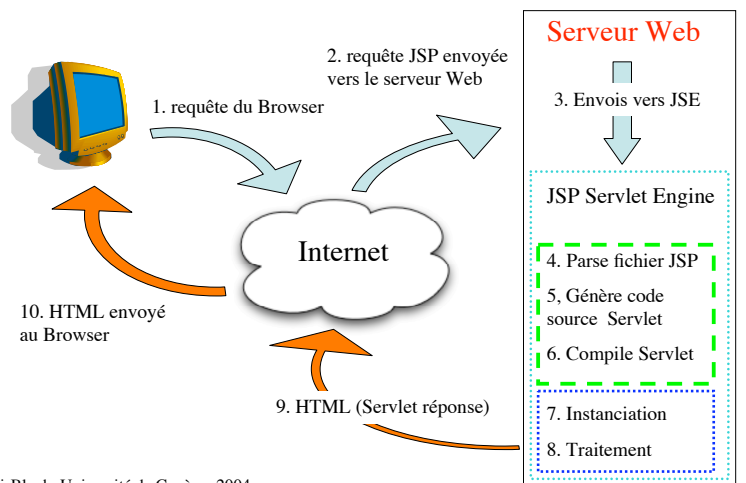 Serveur Web
2. requête JSP envoyée
vers le serveur Web
1. requête du Browser
3. Envois vers JSE
JSP Servlet Engine
Internet
4. Parse fichier JSP
5, Génère code
source Servlet
6. Compile Servlet
10. HTML envoyé
au Browser
9. HTML (Servlet réponse)
7. Instanciation
8. Traitement